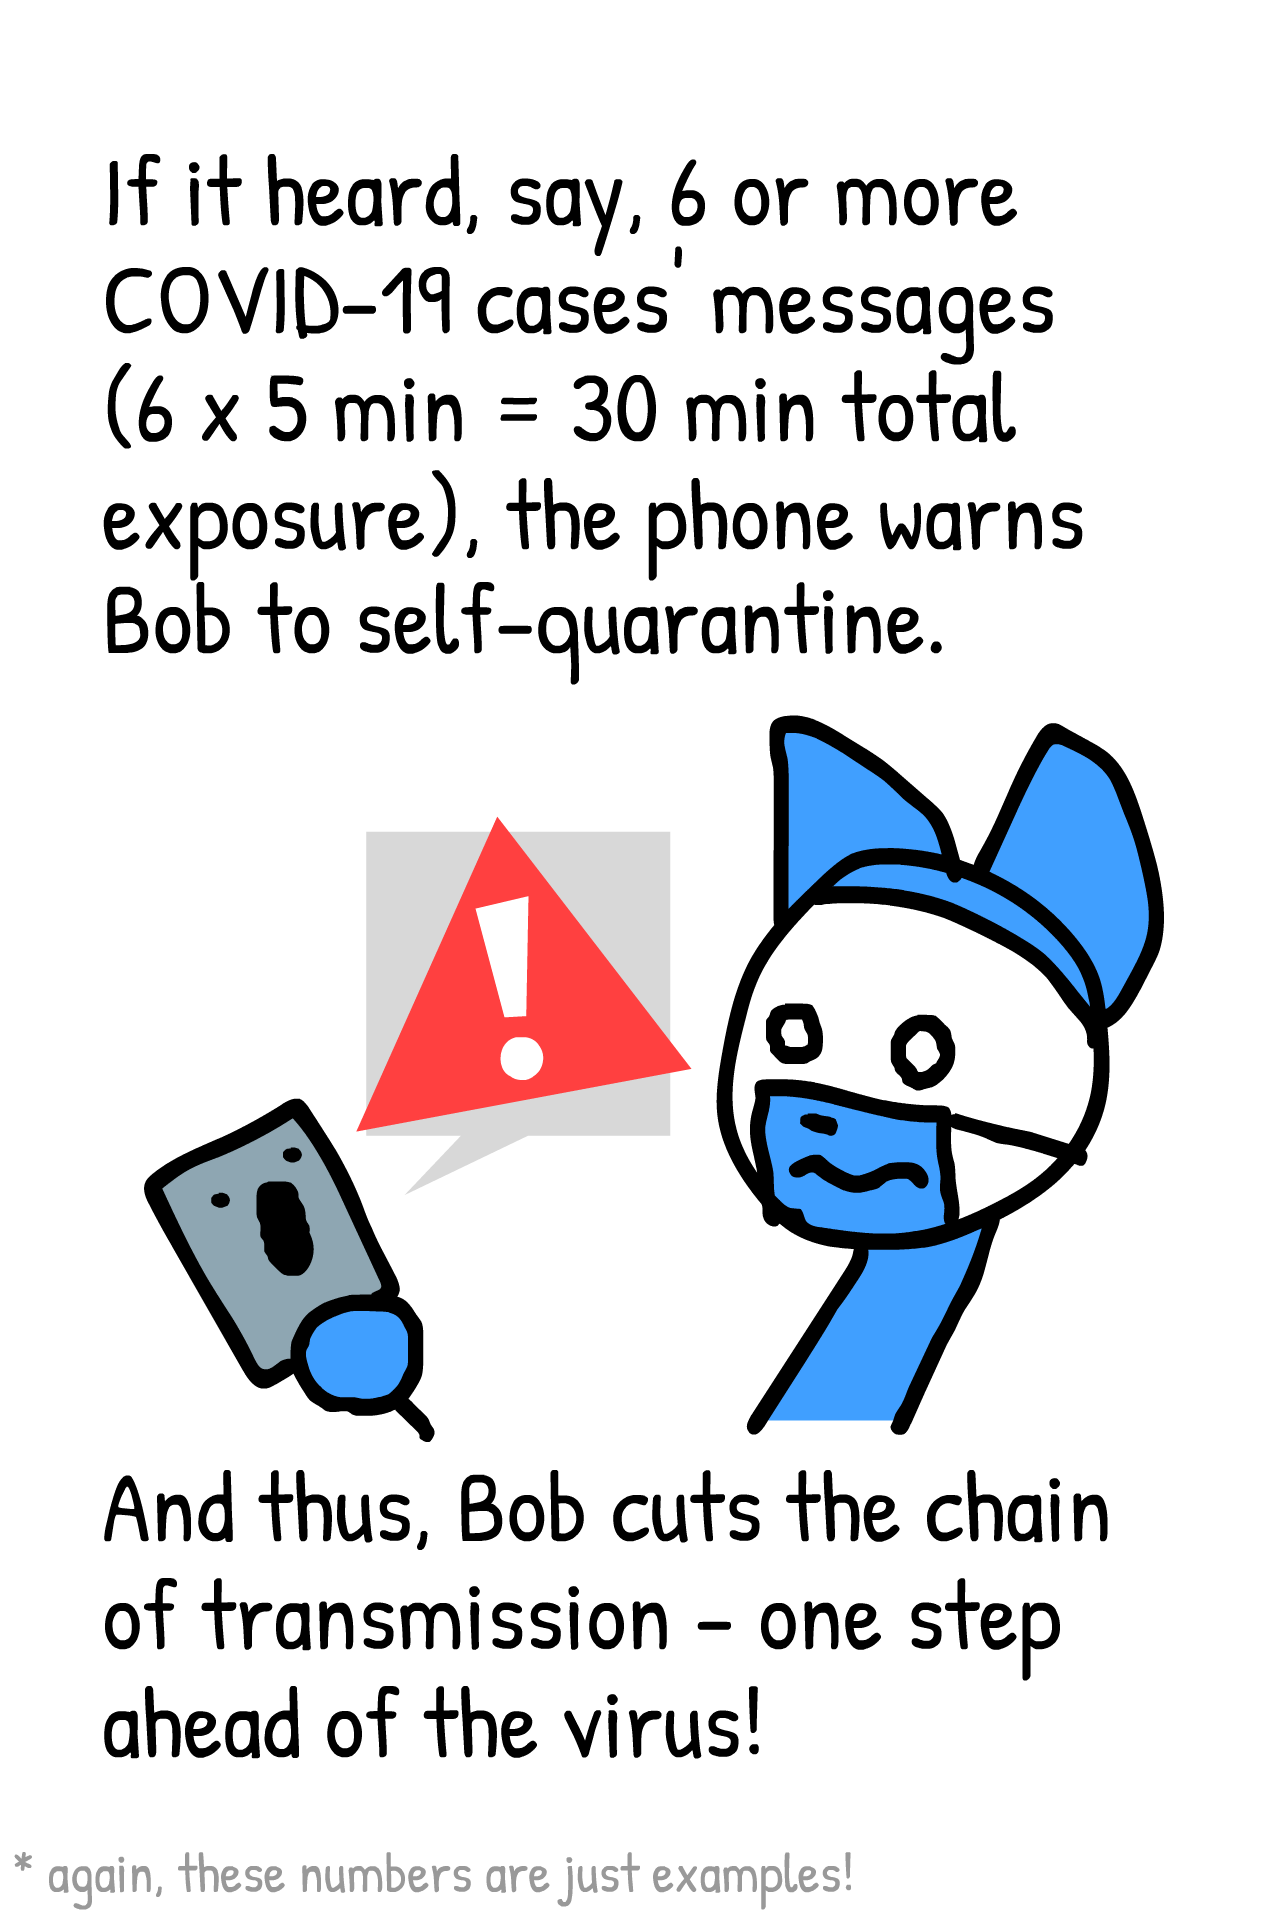 If it heard, say, 6 or more
COVID-19 cases' messages
(6 x 5 min = 30 min total
exposure), the phone warns
Bob to self-quarantine.
!
And thus, Bob cuts the chain
of transmission - one step
ahead of the virus!
* again, these numbers are just examples!